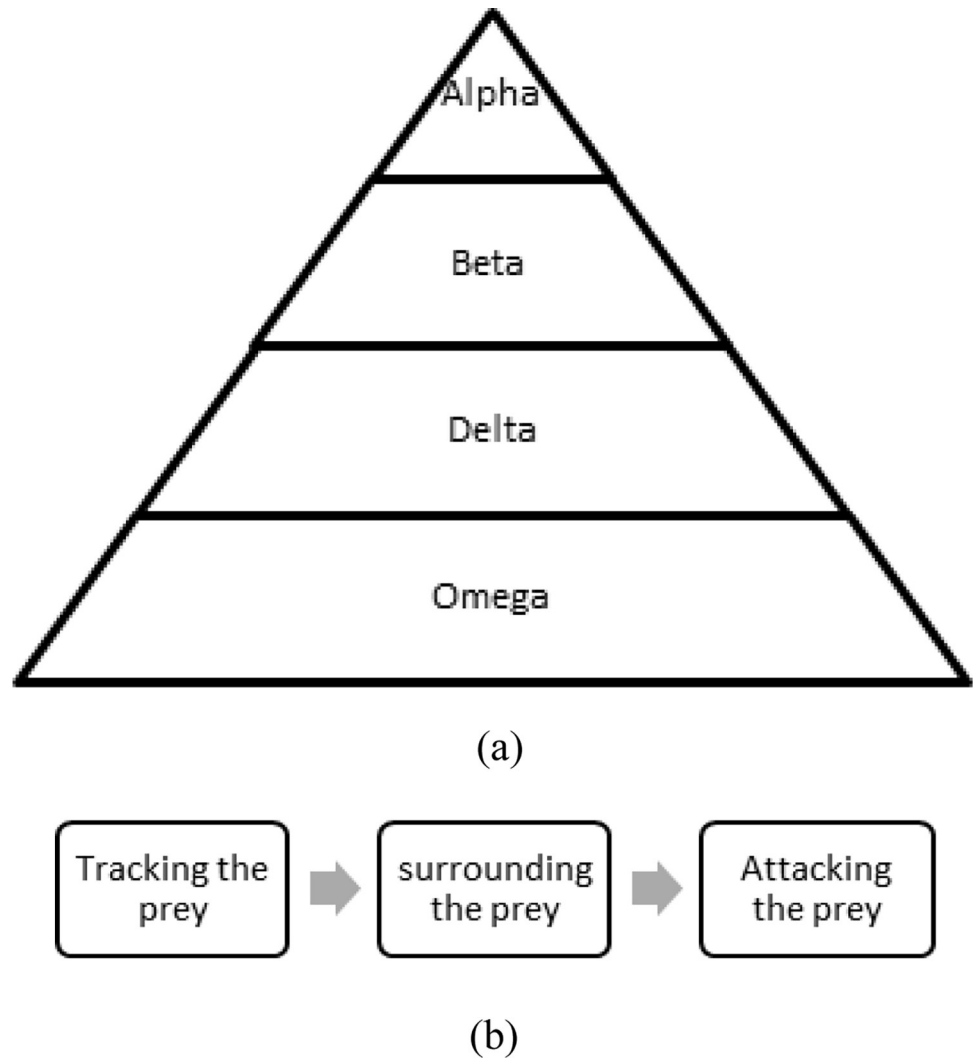 Alpha
Beta
Delta
Omega
(a)
Tracking the
prey
surrounding
the prey
Attacking
the prey
(b)